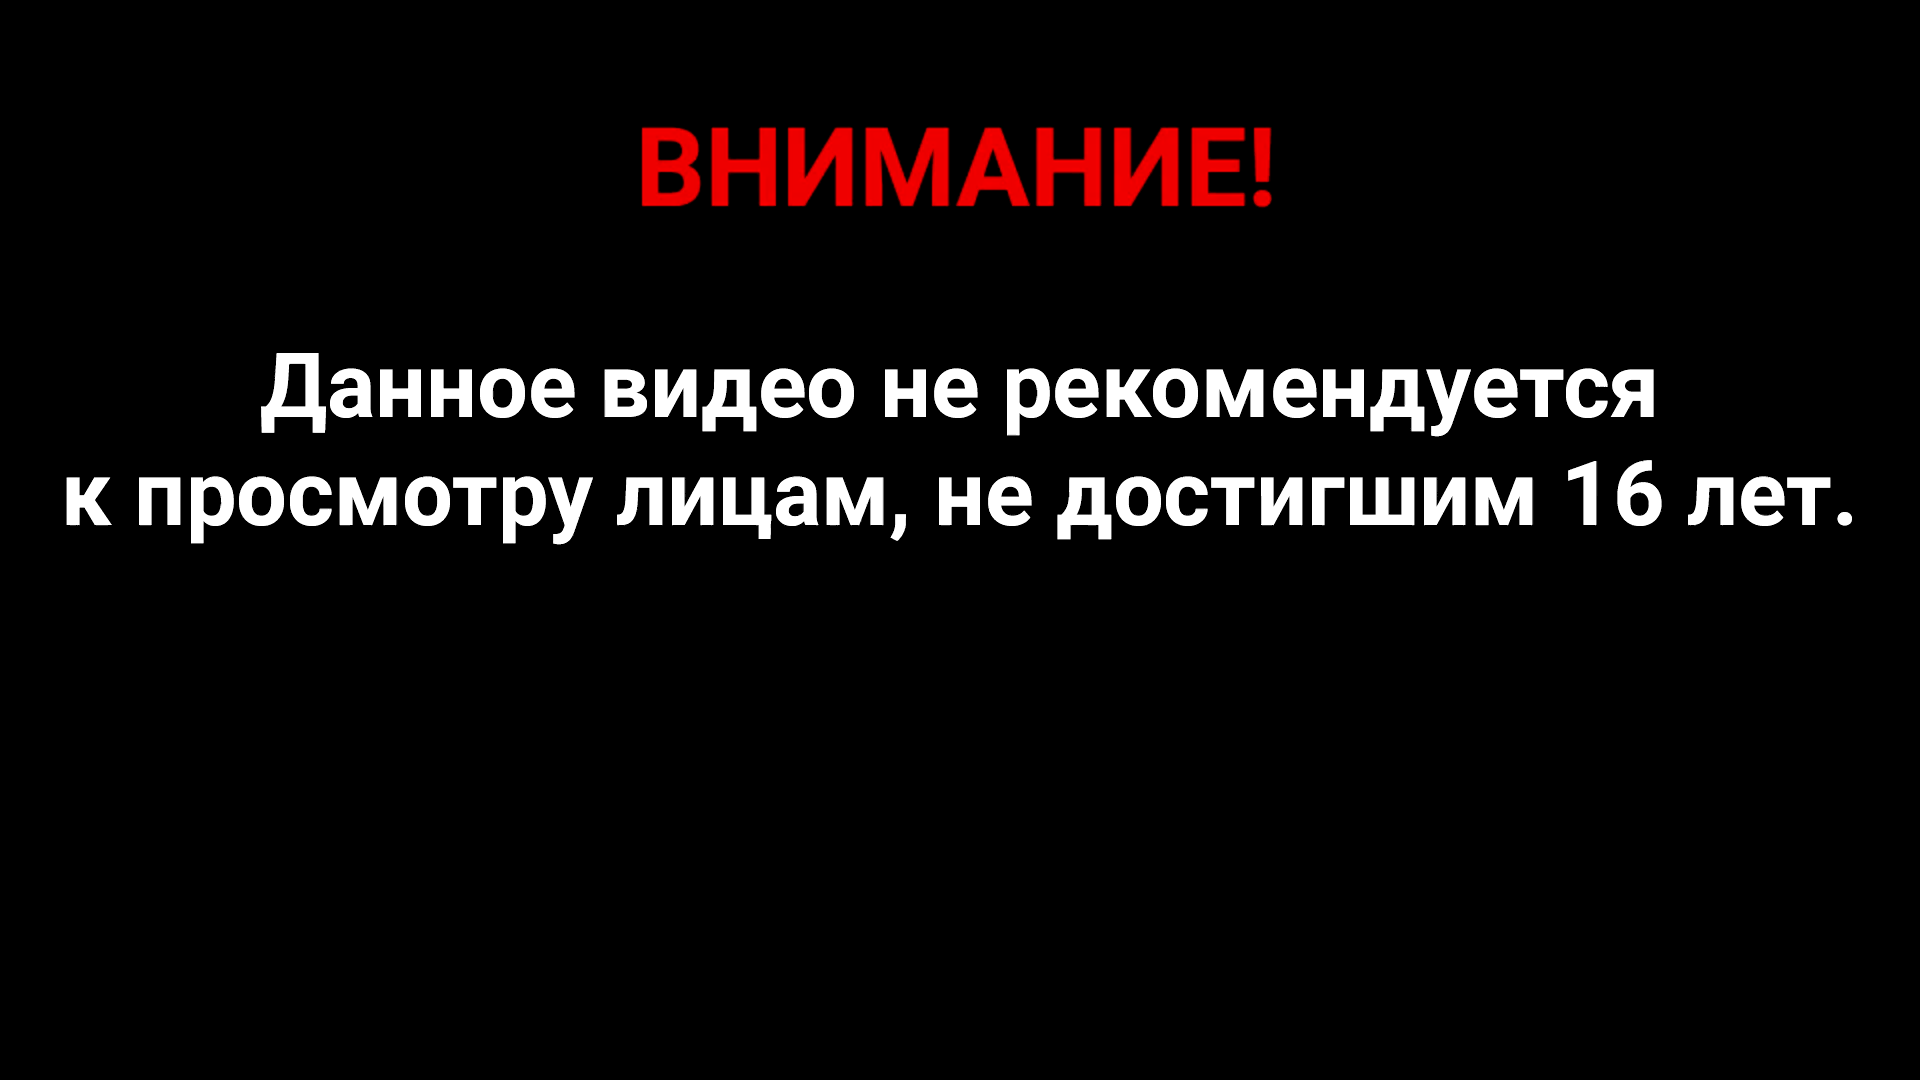 ВНИМАНИЕ!
Данное видео не рекомендуется
к просмотру лицам, не достигшим 16 лет.